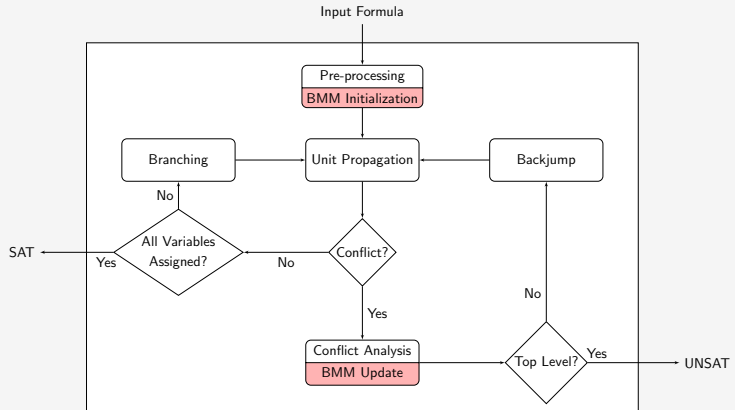 Input Formula
Pre-processing
BMM Initialization
Branching
Unit Propagation
Backjump
No
All Variables
Assigned?
SAT
Yes
No
Conflict?
No
Yes
Conflict Analysis
BMM Update
Top Level?
Yes
UNSAT